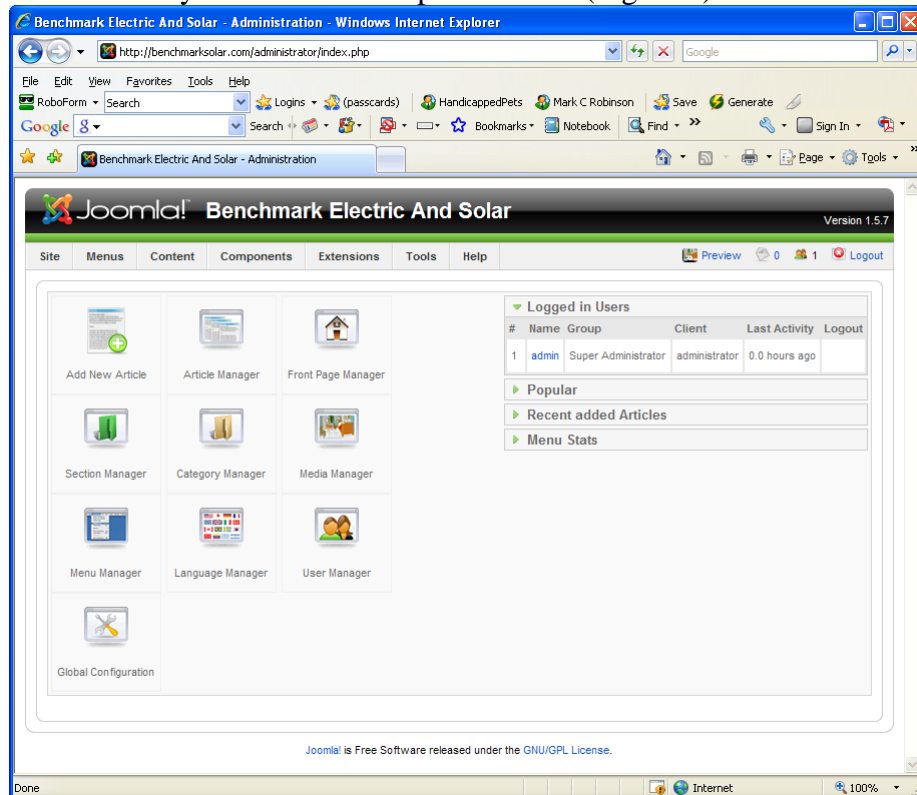 Benchmark Electric And Solar - Administration - Windows Internet Explorer
http://benchmarksolar.com/administrator/index.php
Google
File Edit View Favorites Tools Help
RoboForm Search Logins (passcards) HandicappedPets Mark C Robinson Save Generate
Google Search Bookmarks Notebook Find Sign In
Benchmark Electric And Solar - Administration Page Tools
Joomla! Benchmark Electric And Solar
Version 1.5.7
Site Menus Content Components Extensions Tools Help Preview 0 1 Logout
Logged in Users
# Name Group Client Last Activity Logout
1 admin Super Administrator administrator 0.0 hours ago
Add New Article Article Manager Front Page Manager
Popular
Recent added Articles
Menu Stats
Section Manager Category Manager Media Manager
Menu Manager Language Manager User Manager
Global Configuration
Joomla! is Free Software released under the GNU/GPL License.
Done Internet 100%